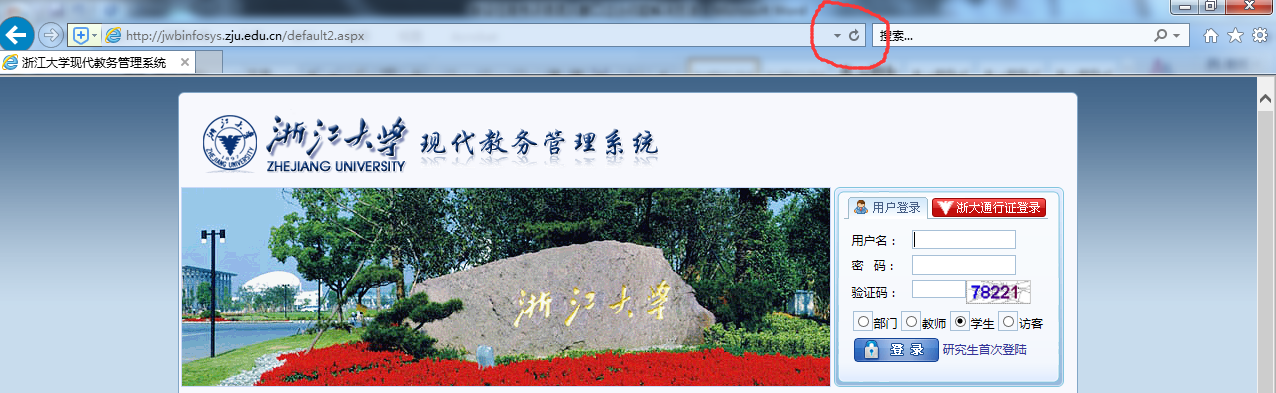 http://jwbinfosys.zju.edu.cn/default2.aspx
搜索...
浙江大学现代教务管理系统
浙江大学
ZHEJIANG UNIVERSITY
现代教务管理系统
浙江大学
用户登录
浙大通行证登录
用户名：
密 码：
验证码：
78221
部门 教师 学生 访客
登 录 研究生首次登陆